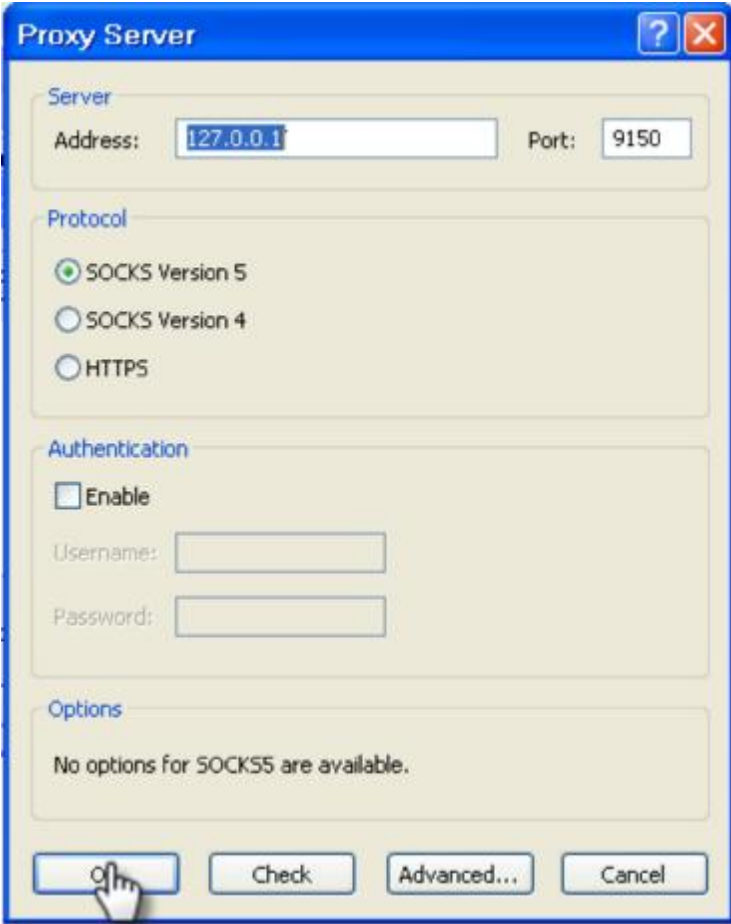 Proxy Server
Server
Address: 127.0.0.1 Port: 9150
Protocol
SOCKS Version 5
SOCKS Version 4
HTTPS
Authentication
Enable
Username:
Password:
Options
No options for SOCKS5 are available.
Check Advanced... Cancel